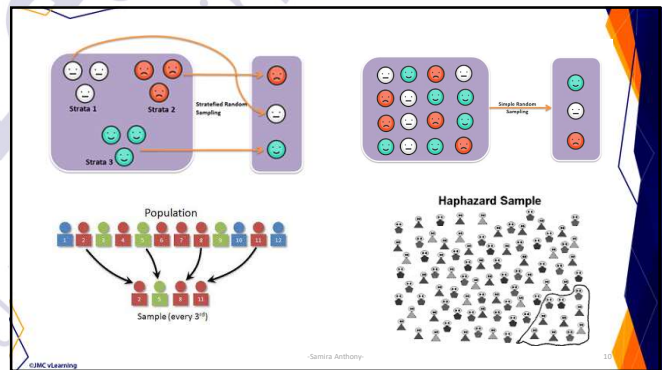 Strata 1
Strata 2
Strata 3
Stratefied Random
Sampling
Simple Random
Sampling
Population
1 2 3 4 5 6 7 8 9 10 11 12
2 5 8 11
Sample (every 3rd)
Haphazard Sample
©JMC vLearning
-Samira Anthony-
10